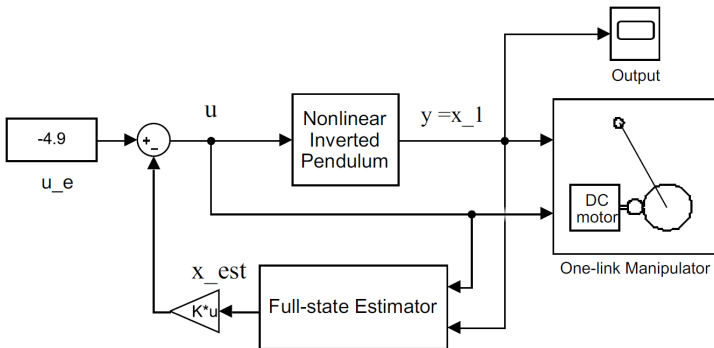 Output
u
Nonlinear
Inverted
Pendulum
y =x_1
-4.9
+
-
u_e
DC
motor
One-link Manipulator
x_est
K*u
Full-state Estimator